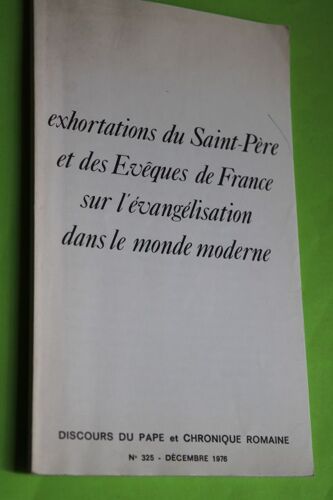 exhortations du Saint-Père
et des Evêques de France
sur l'évangélisation
dans le monde moderne
DISCOURS DU PAPE et CHRONIQUE ROMAINE
N° 325 - DÉCEMBRE 1976